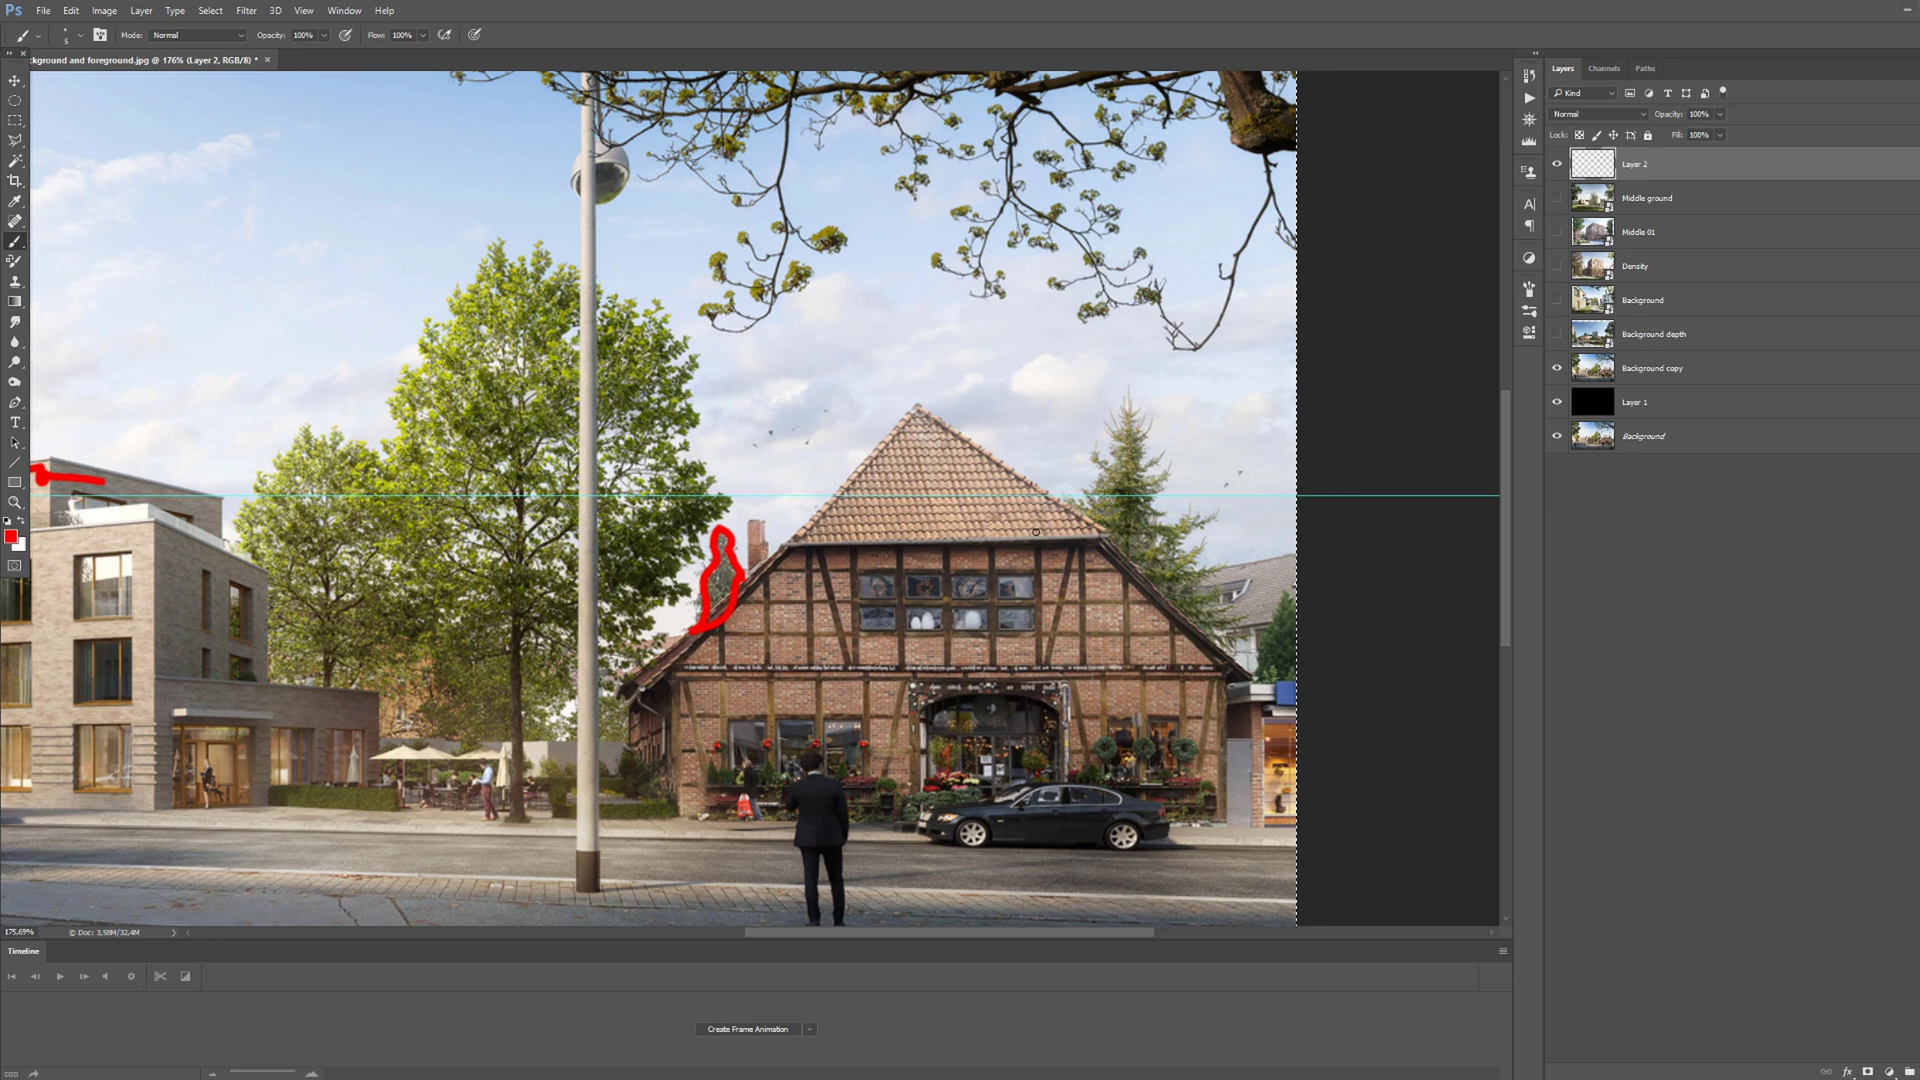 Ps File Edit Image Layer Type Select Filter 3D View Window Help
5 Mode: Normal Opacity: 100% Flow: 100%
ckground and foreground.jpg @ 176% (Layer 2, RGB/8) * ×
Layers Channels Paths
Kind
Normal Opacity: 100%
Lock: Fill: 100%
Layer 2
Middle ground
Middle 01
Density
Background
Background depth
Background copy
Layer 1
Background
175.69% Doc: 3,58M/32,4M
Timeline
Create Frame Animation
fx